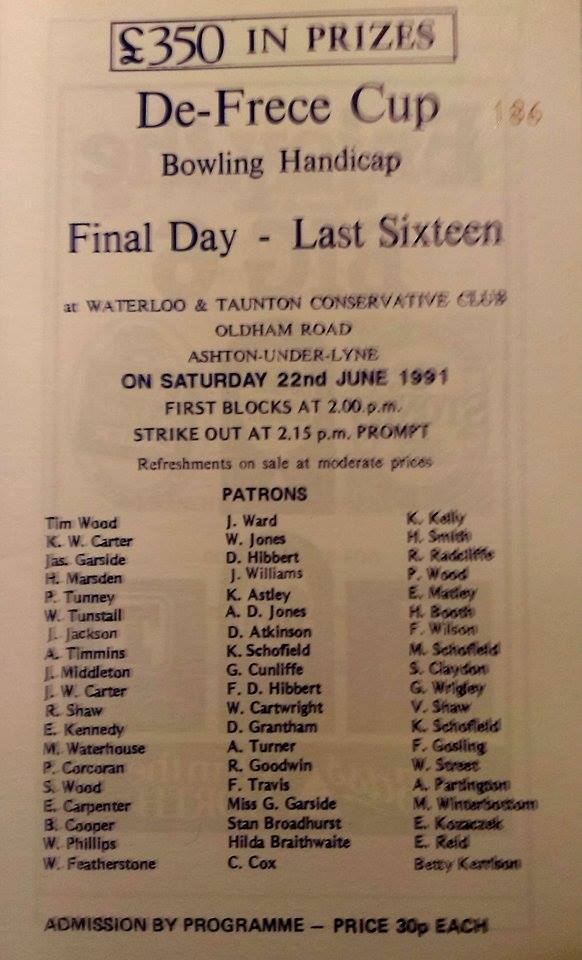 £350 IN PRIZES
De-Frece Cup
186
Bowling Handicap
Final Day - Last Sixteen
at WATERLOO & TAUNTON CONSERVATIVE CLUB
OLDHAM ROAD
ASHTON-UNDER-LYNE
ON SATURDAY 22nd JUNE 1991
FIRST BLOCKS AT 2.00 p.m.
STRIKE OUT AT 2.15 p.m. PROMPT
Refreshments on sale at moderate prices
PATRONS
Tim Wood
K. W. Carter
Jas. Garside
H. Marsden
P. Tunney
W. Tunstall
J. Jackson
A. Timmins
J. Middleton
J. W. Carter
R. Shaw
E. Kennedy
M. Waterhouse
P. Corcoran
S. Wood
E. Carpenter
B. Cooper
W. Phillips
W. Featherstone
J. Ward
W. Jones
D. Hibbert
J. Williams
K. Astley
A. D. Jones
D. Atkinson
K. Schofield
G. Cunliffe
F. D. Hibbert
W. Cartwright
D. Grantham
A. Turner
R. Goodwin
F. Travis
Miss G. Garside
Stan Broadhurst
Hilda Braithwaite
C. Cox
K. Kelly
H. Smith
R. Radcliffe
P. Wood
E. Matley
H. Booth
F. Wilson
M. Schofield
S. Claydon
G. Wrigley
V. Shaw
K. Schofield
F. Gosling
W. Street
A. Partington
M. Winterbottom
E. Kozaczek
E. Reid
Betty Kerrison
ADMISSION BY PROGRAMME — PRICE 30p EACH